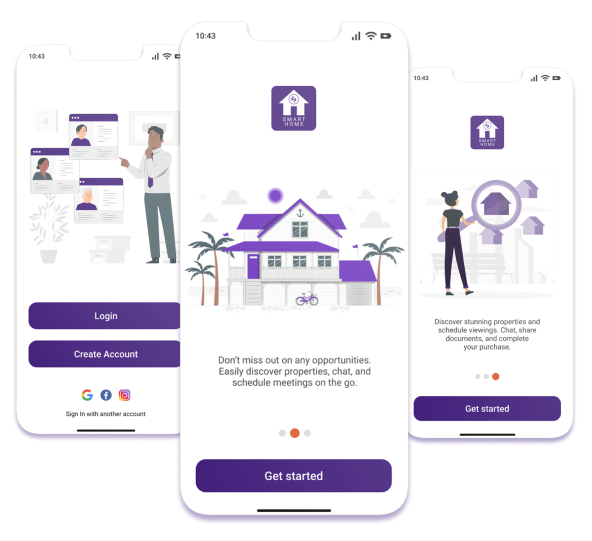 10:43
Login
Create Account
Sign In with another account
10:43
SMART
HOME
Don't miss out on any opportunities.
Easily discover properties, chat, and
schedule meetings on the go.
Get started
10:43
SMART
HOME
Discover stunning properties and
schedule viewings. Chat, share
documents, and complete
your purchase.
Get started